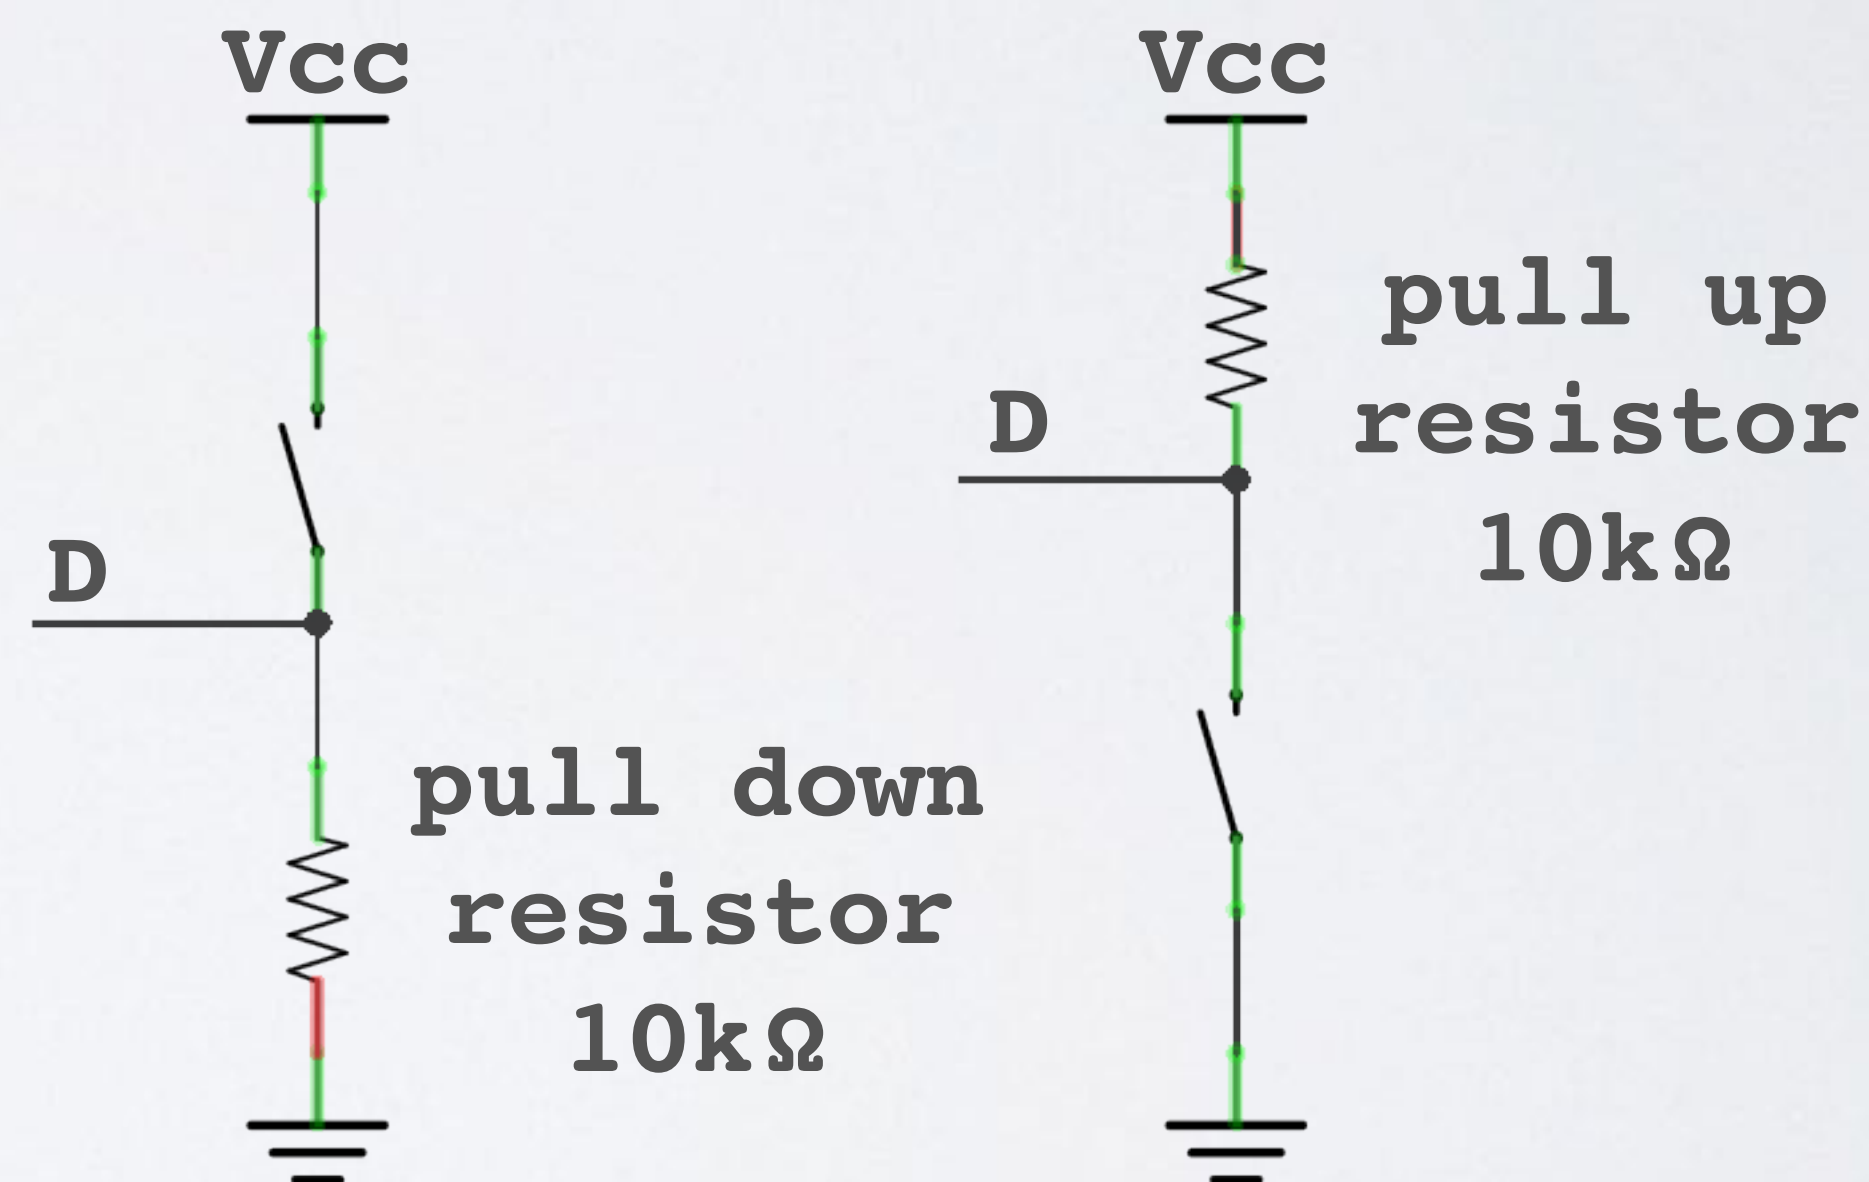 Vcc
D
pull down
resistor
10kΩ
Vcc
D
pull up
resistor
10kΩ